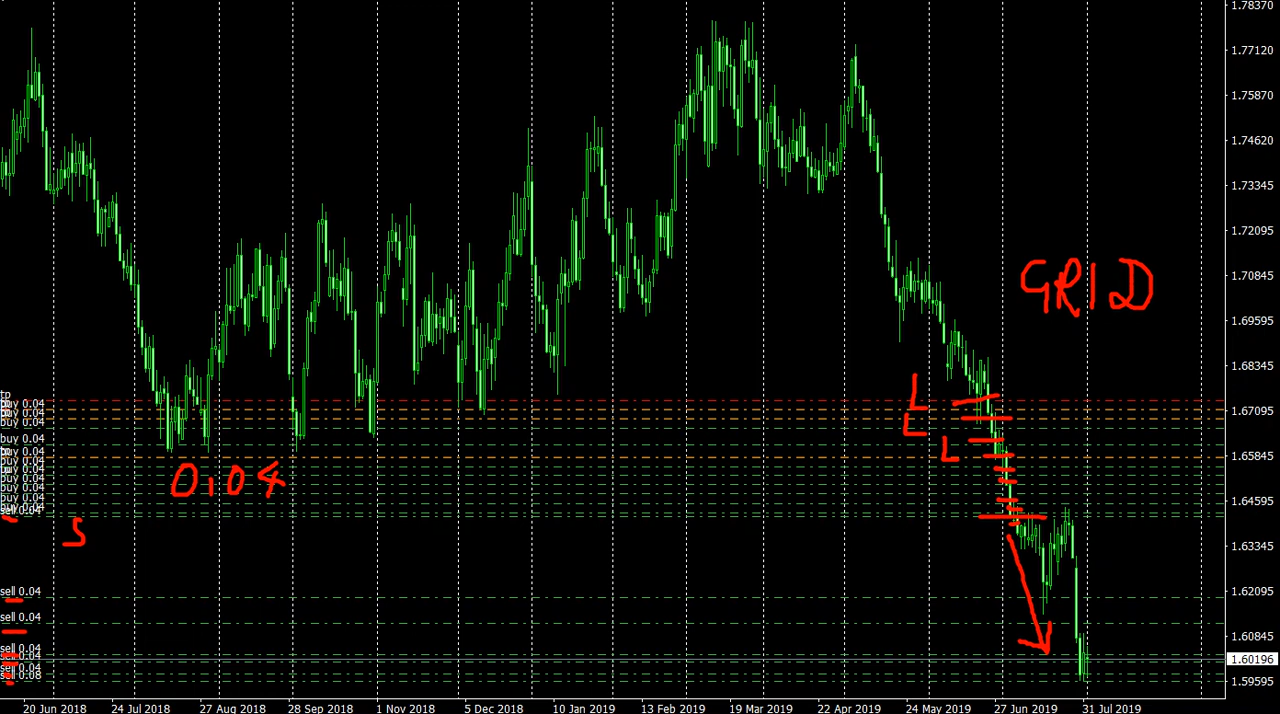 1.78370
1.77120
1.75870
1.74620
1.73345
1.72095
1.70845
GRID
1.69595
1.68345
L
tp
buy 0.04
buy 0.04
1.67095
buy 0.04
L
buy 0.04
L
buy 0.04
1.65845
buy 0.04
buy 0.04
buy 0.04
0.04
buy 0.04
buy 0.04
1.64595
buy 0.04
sell 0.04
S
1.63345
sell 0.04
1.62095
sell 0.04
1.60845
sell 0.04
sell 0.04
1.60196
sell 0.04
sell 0.08
1.59595
20 Jun 2018 24 Jul 2018 27 Aug 2018 28 Sep 2018 1 Nov 2018 5 Dec 2018 10 Jan 2019 13 Feb 2019 19 Mar 2019 22 Apr 2019 24 May 2019 27 Jun 2019 31 Jul 2019